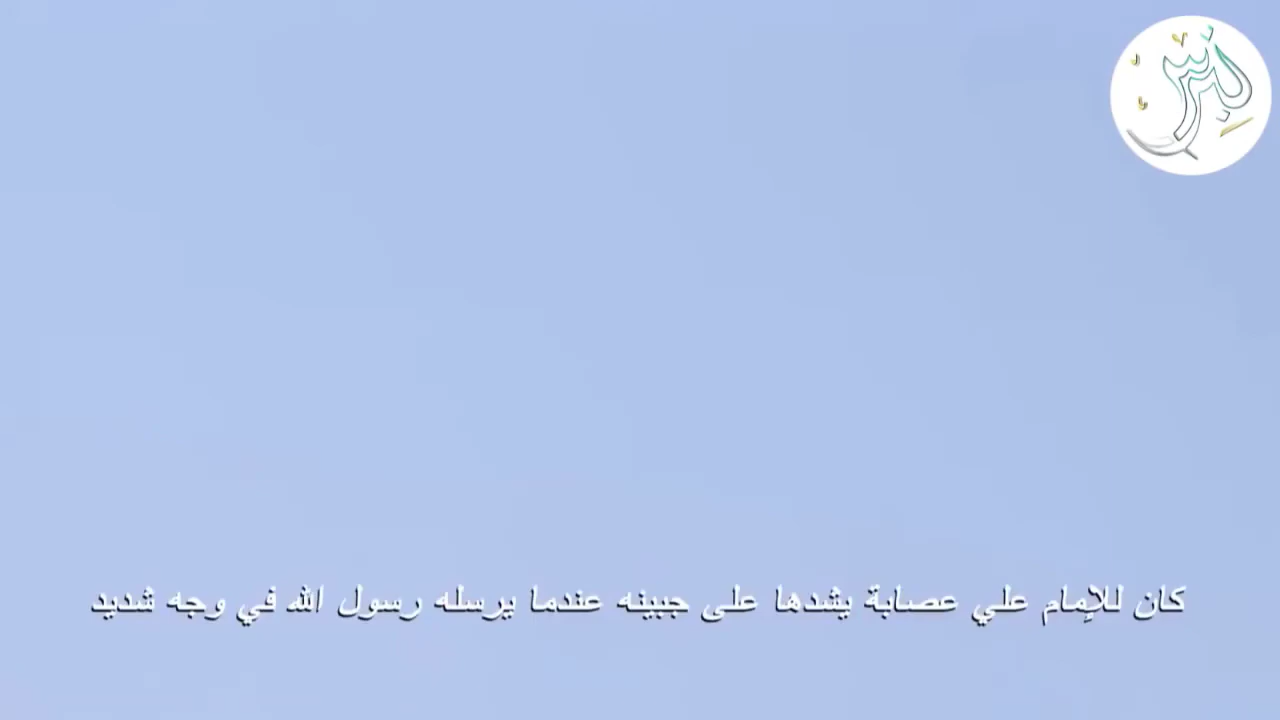 كان للإمام علي عصابة يشدها على جبينه عندما يرسله رسول الله في وجه شديد